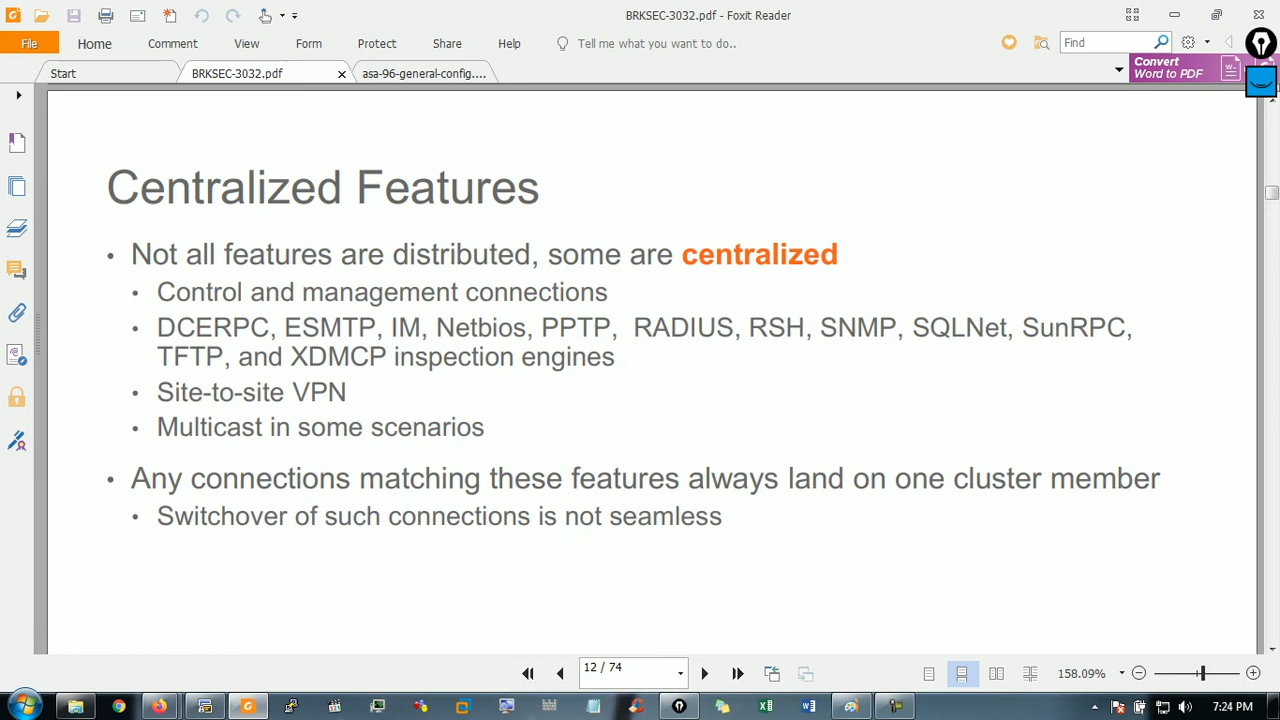 BRKSEC-3032.pdf - Foxit Reader
File Home Comment View Form Protect Share Help Tell me what you want to do.. Find
Start BRKSEC-3032.pdf asa-96-general-config.... Convert
Word to PDF
Centralized Features
• Not all features are distributed, some are centralized
• Control and management connections
• DCERPC, ESMTP, IM, Netbios, PPTP, RADIUS, RSH, SNMP, SQLNet, SunRPC,
TFTP, and XDMCP inspection engines
• Site-to-site VPN
• Multicast in some scenarios
• Any connections matching these features always land on one cluster member
• Switchover of such connections is not seamless
12 / 74 158.09%
7:24 PM